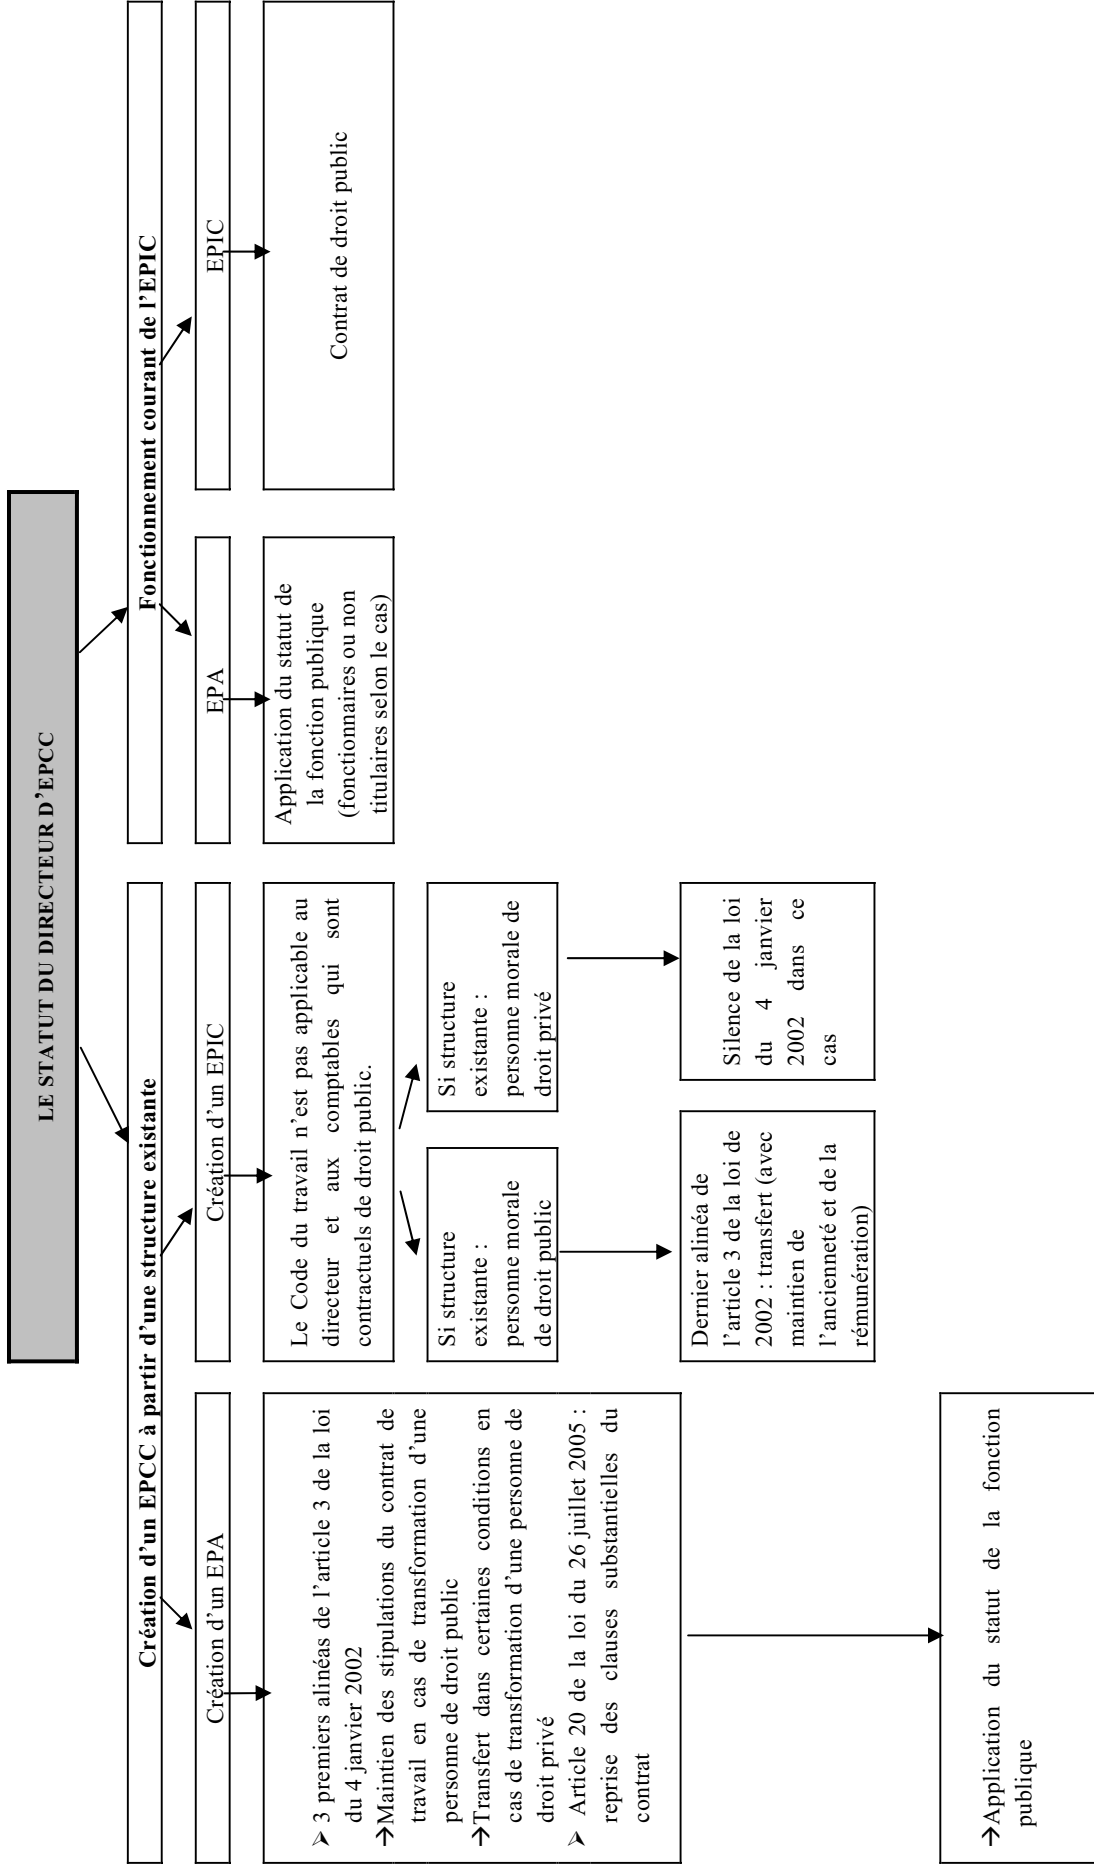 LE STATUT DU DIRECTEUR D'EPCC
Création d'un EPCC à partir d'une structure existante
Fonctionnement courant de l'EPIC
Création d'un EPA
Création d'un EPIC
EPA
EPIC
➢ 3 premiers alinéas de l'article 3 de la loi
du 4 janvier 2002
→Maintien des stipulations du contrat de
travail en cas de transformation d'une
personne de droit public
→Transfert dans certaines conditions en
cas de transformation d'une personne de
droit privé
➢ Article 20 de la loi du 26 juillet 2005 :
reprise des clauses substantielles du
contrat
Le Code du travail n'est pas applicable au
directeur et aux comptables qui sont
contractuels de droit public.
Application du statut de
la fonction publique
(fonctionnaires ou non
titulaires selon le cas)
Contrat de droit public
Si structure
existante :
personne morale
de droit public
Si structure
existante :
personne morale de
droit privé
Dernier alinéa de
l'article 3 de la loi de
2002 : transfert (avec
maintien de
l'ancienneté et de la
rémunération)
Silence de la loi
du 4 janvier
2002 dans ce
cas
→Application du statut de la fonction
publique